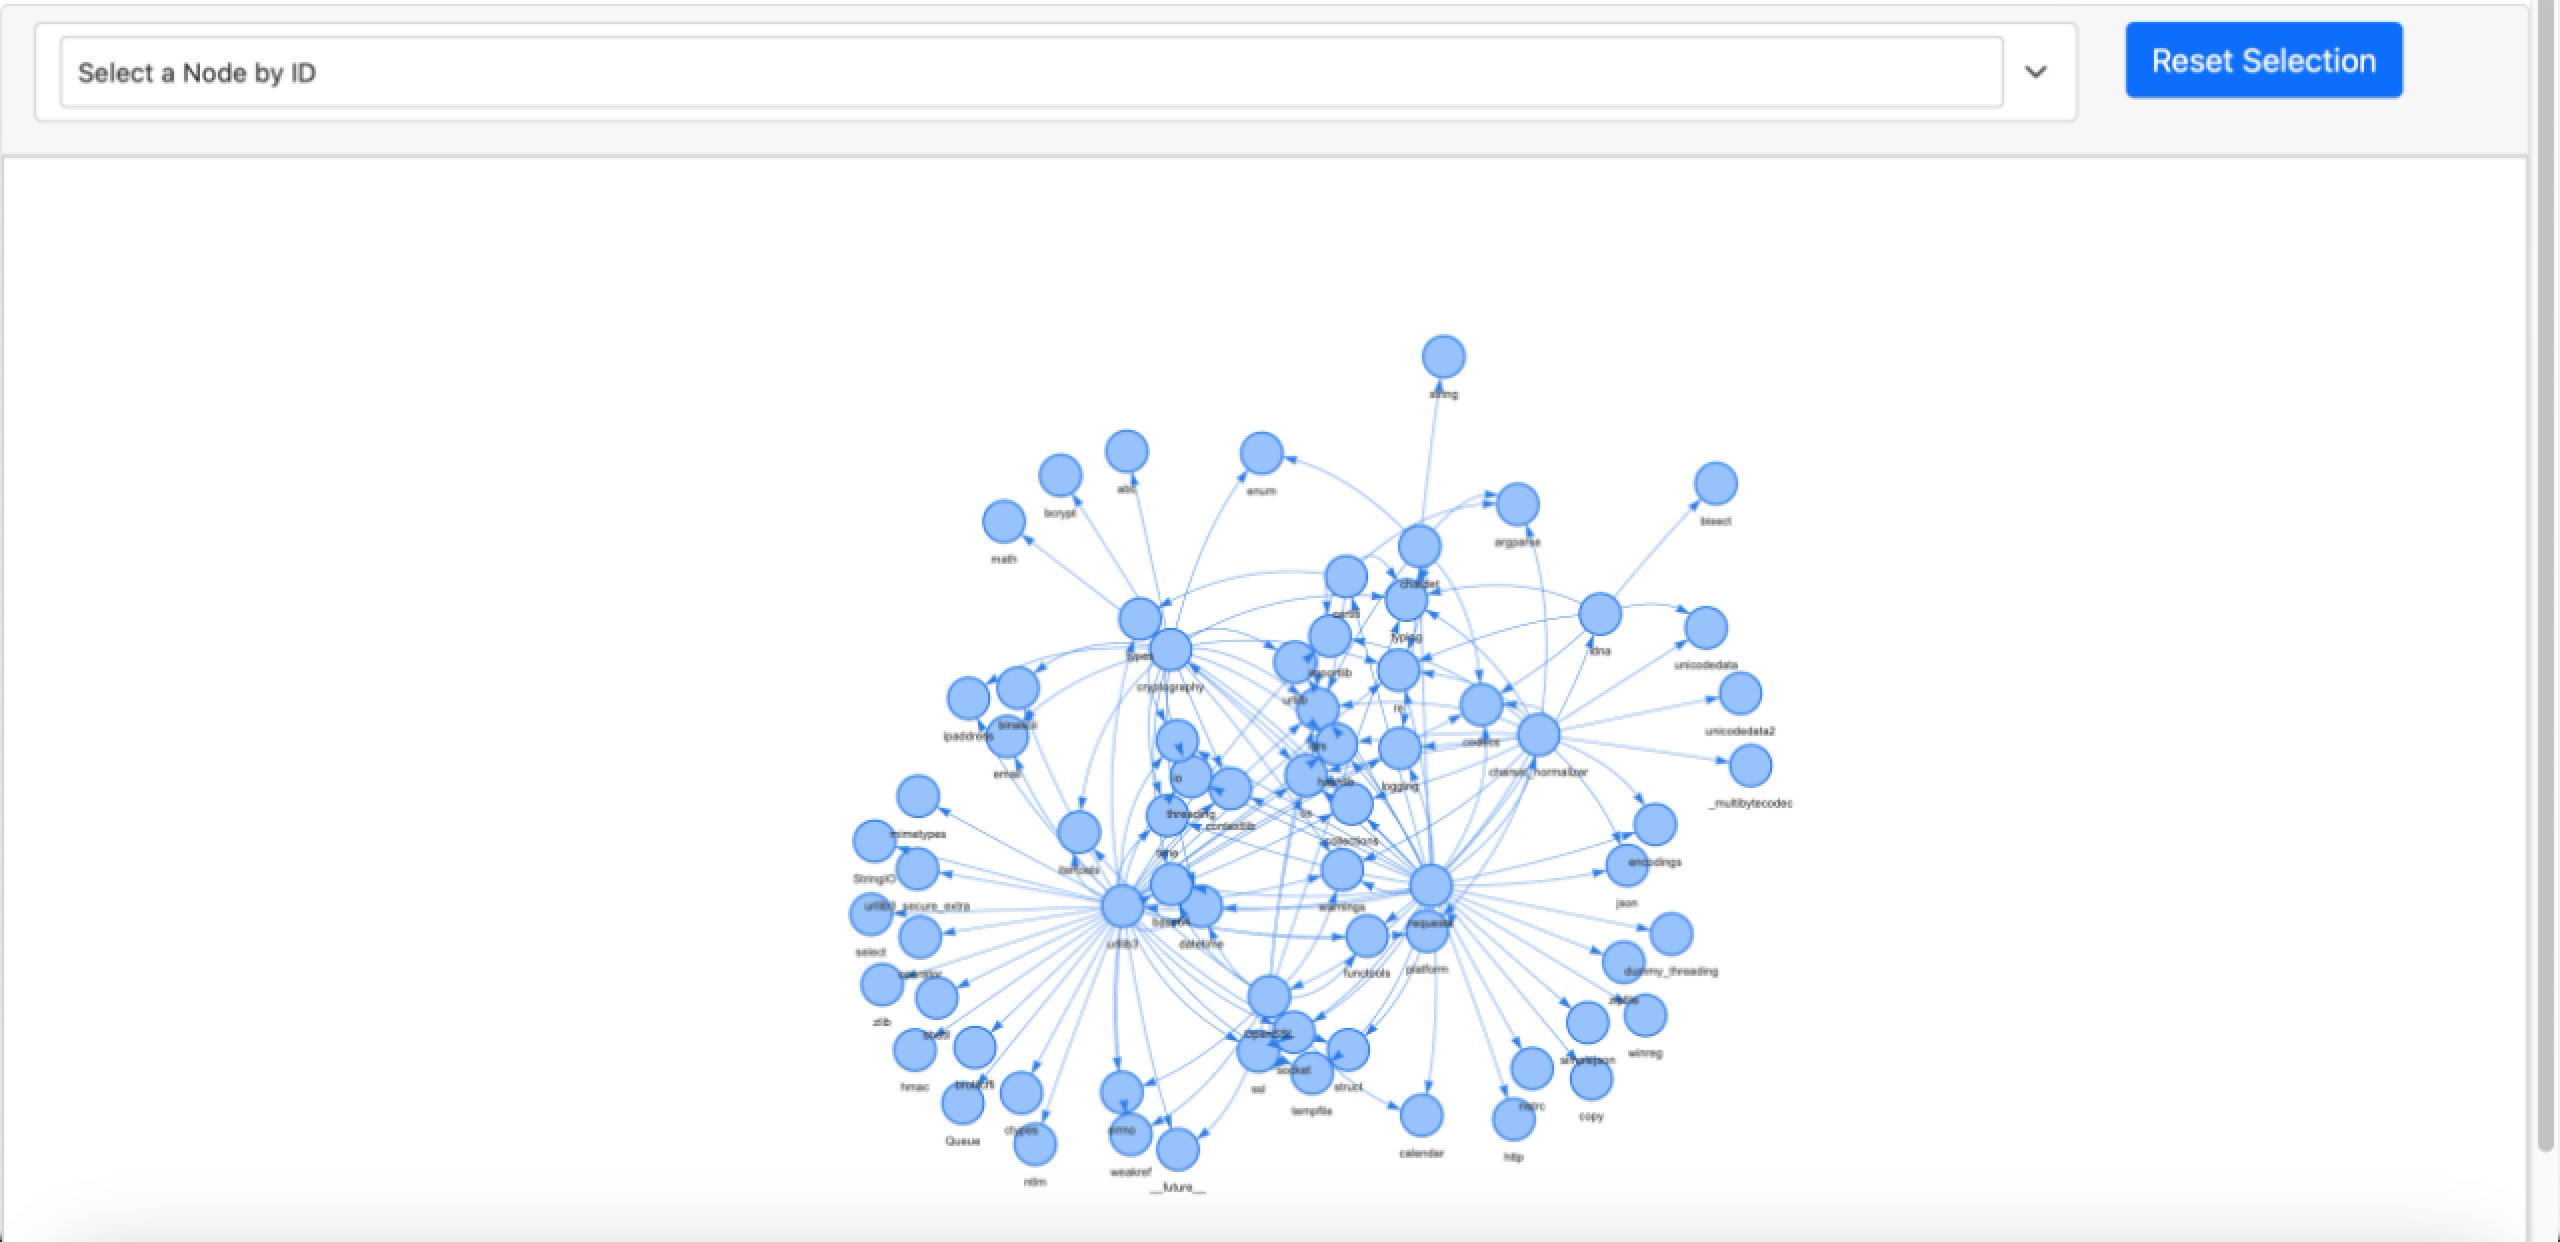 Select a Node by ID
Reset Selection
string
abc
enum
bcrypt
bisect
argparse
math
chardet
certifi
typing
types
idna
unicodedata
importlib
cryptography
urllib
re
binascii
ipaddress
unicodedata2
sys
codecs
email
io
charset_normalizer
hashlib
logging
_multibytecodec
threading
os
contextlib
mimetypes
collections
time
encodings
itertools
StringIO
json
urllib3_secure_extra
warnings
base64
requests
urllib3
datetime
select
platform
functools
dummy_threading
operator
zipfile
zlib
OpenSSL
winreg
simplejson
socket
hmac
ssl
struct
netrc
tempfile
copy
ctypes
errno
Queue
calendar
http
weakref
ntlm
__future__